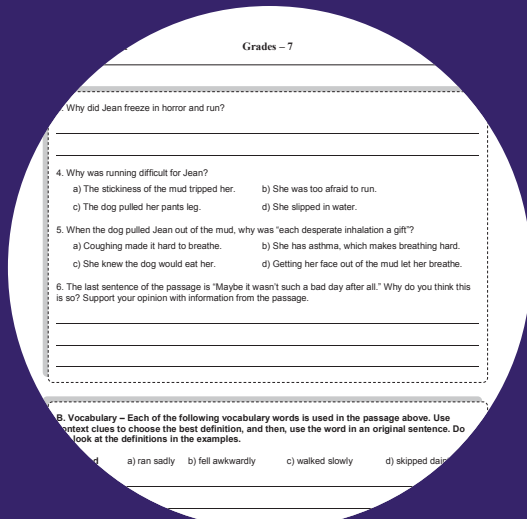 Grades – 7
. Why did Jean freeze in horror and run?
4. Why was running difficult for Jean?
a) The stickiness of the mud tripped her. b) She was too afraid to run.
c) The dog pulled her pants leg. d) She slipped in water.
5. When the dog pulled Jean out of the mud, why was “each desperate inhalation a gift”?
a) Coughing made it hard to breathe. b) She has asthma, which makes breathing hard.
c) She knew the dog would eat her. d) Getting her face out of the mud let her breathe.
6. The last sentence of the passage is “Maybe it wasn’t such a bad day after all.” Why do you think this
is so? Support your opinion with information from the passage.
B. Vocabulary – Each of the following vocabulary words is used in the passage above. Use
ontext clues to choose the best definition, and then, use the word in an original sentence. Do
look at the definitions in the examples.
d a) ran sadly b) fell awkwardly c) walked slowly d) skipped dain